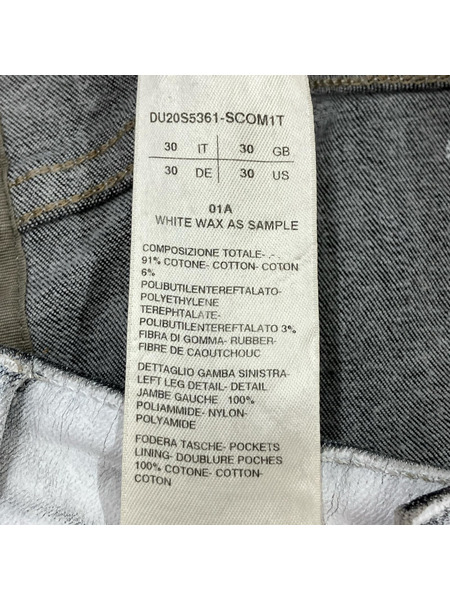 DU20S5361-SCOM1T
30 IT 30 GB
30 DE 30 US
01A
WHITE WAX AS SAMPLE
COMPOSIZIONE TOTALE- .-
91% COTONE- COTTON- COTON
6%
POLIBUTILENTEREFTALATO-
POLYETHYLENE
TEREPHTALATE-
POLIBUTILENTEREFTALATO 3%
FIBRA DI GOMMA- RUBBER-
FIBRE DE CAOUTCHOUC
DETTAGLIO GAMBA SINISTRA-
LEFT LEG DETAIL- DETAIL
JAMBE GAUCHE 100%
POLIAMMIDE- NYLON-
POLYAMIDE
FODERA TASCHE- POCKETS
LINING- DOUBLURE POCHES
100% COTONE- COTTON-
COTON